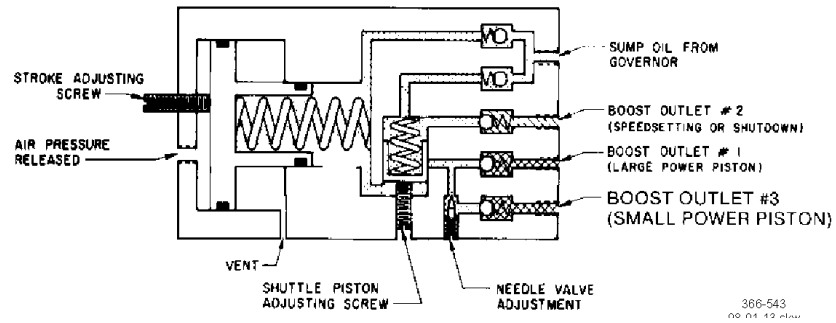 STROKE ADJUSTING
SCREW
AIR PRESSURE
RELEASED
VENT
SHUTTLE PISTON
ADJUSTING SCREW
NEEDLE VALVE
ADJUSTMENT
SUMP OIL FROM
GOVERNOR
BOOST OUTLET # 2
(SPEEDSETTING OR SHUTDOWN)
BOOST OUTLET # 1
(LARGE POWER PISTON)
BOOST OUTLET #3
(SMALL POWER PISTON)
366-543